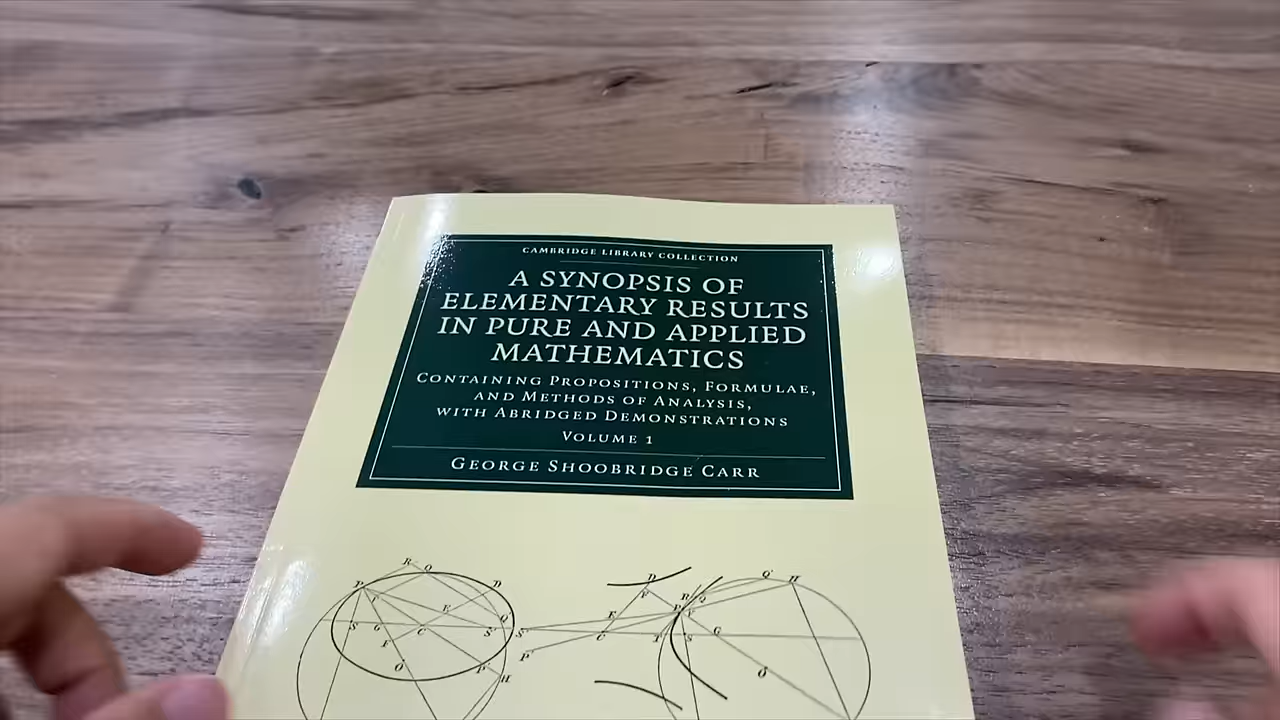 CAMBRIDGE LIBRARY COLLECTION
A SYNOPSIS OF
ELEMENTARY RESULTS
IN PURE AND APPLIED
MATHEMATICS
CONTAINING PROPOSITIONS, FORMULAE,
AND METHODS OF ANALYSIS,
WITH ABRIDGED DEMONSTRATIONS
VOLUME 1
GEORGE SHOOBRIDGE CARR